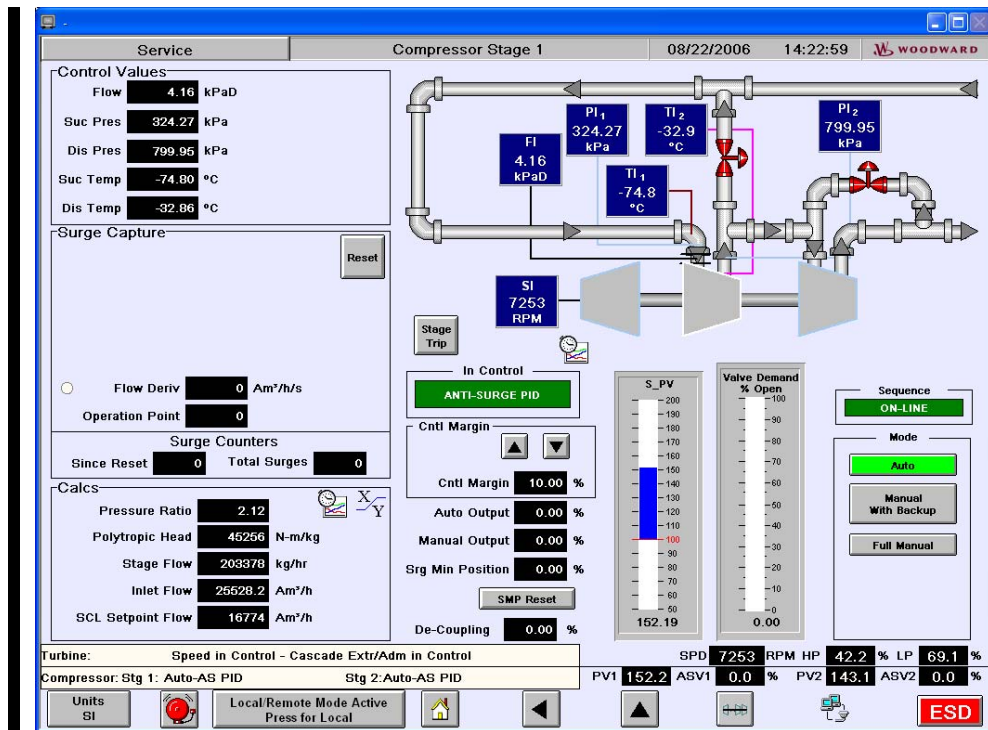 Service
Compressor Stage 1
08/22/2006 14:22:59
WOODWARD
Control Values
Flow 4.16 kPaD
Suc Pres 324.27 kPa
Dis Pres 799.95 kPa
Suc Temp -74.80 °C
Dis Temp -32.86 °C
Surge Capture
Reset
Flow Deriv 0 Am³/h/s
Operation Point 0
Surge Counters
Since Reset 0 Total Surges 0
Calcs
X
Y
Pressure Ratio 2.12
Polytropic Head 45256 N-m/kg
Stage Flow 203378 kg/hr
Inlet Flow 25528.2 Am³/h
SCL Setpoint Flow 16774 Am³/h
FI
4.16
kPaD
PI1
324.27
kPa
TI2
-32.9
°C
TI1
-74.8
°C
PI2
799.95
kPa
SI
7253
RPM
Stage
Trip
In Control
ANTI-SURGE PID
Cntl Margin
Cntl Margin 10.00 %
Auto Output 0.00 %
Manual Output 0.00 %
Srg Min Position 0.00 %
SMP Reset
De-Coupling 0.00 %
S_PV
200
190
180
170
160
150
140
130
120
110
100
90
80
70
60
50
152.19
Valve Demand
% Open
100
90
80
70
60
50
40
30
20
10
0
0.00
Sequence
ON-LINE
Mode
Auto
Manual
With Backup
Full Manual
Turbine: Speed in Control - Cascade Extr/Adm in Control
SPD 7253 RPM HP 42.2 % LP 69.1 %
Compressor: Stg 1: Auto-AS PID Stg 2:Auto-AS PID
PV1 152.2 ASV1 0.0 % PV2 143.1 ASV2 0.0 %
Units
SI
Local/Remote Mode Active
Press for Local
ESD